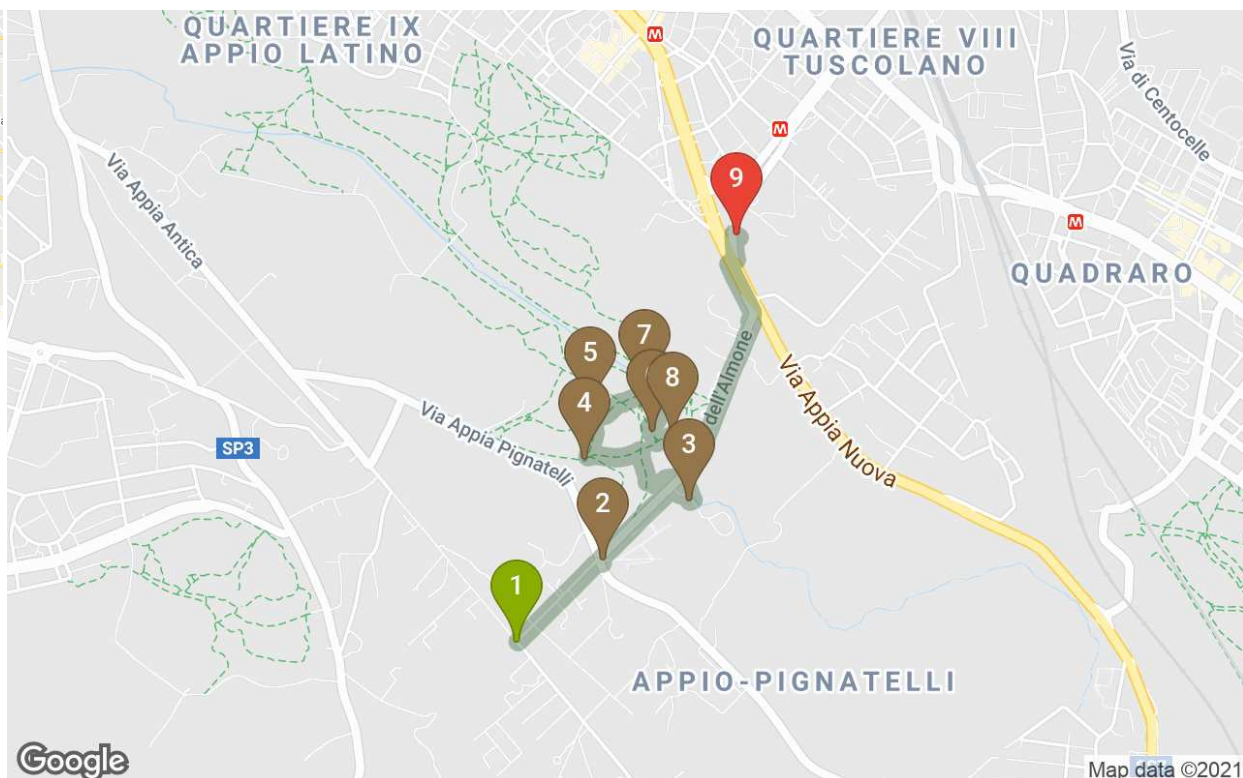 QUARTIERE IX
APPIO LATINO
QUARTIERE VIII
TUSCOLANO
M
M
M
Via di Centocelle
Via Appia Antica
9
QUADRARO
7
5
8
4
dell'Almone
3
Via Appia Nuova
Via Appia Pignatelli
SP3
2
1
APPIO-PIGNATELLI
Google
Map data ©2021